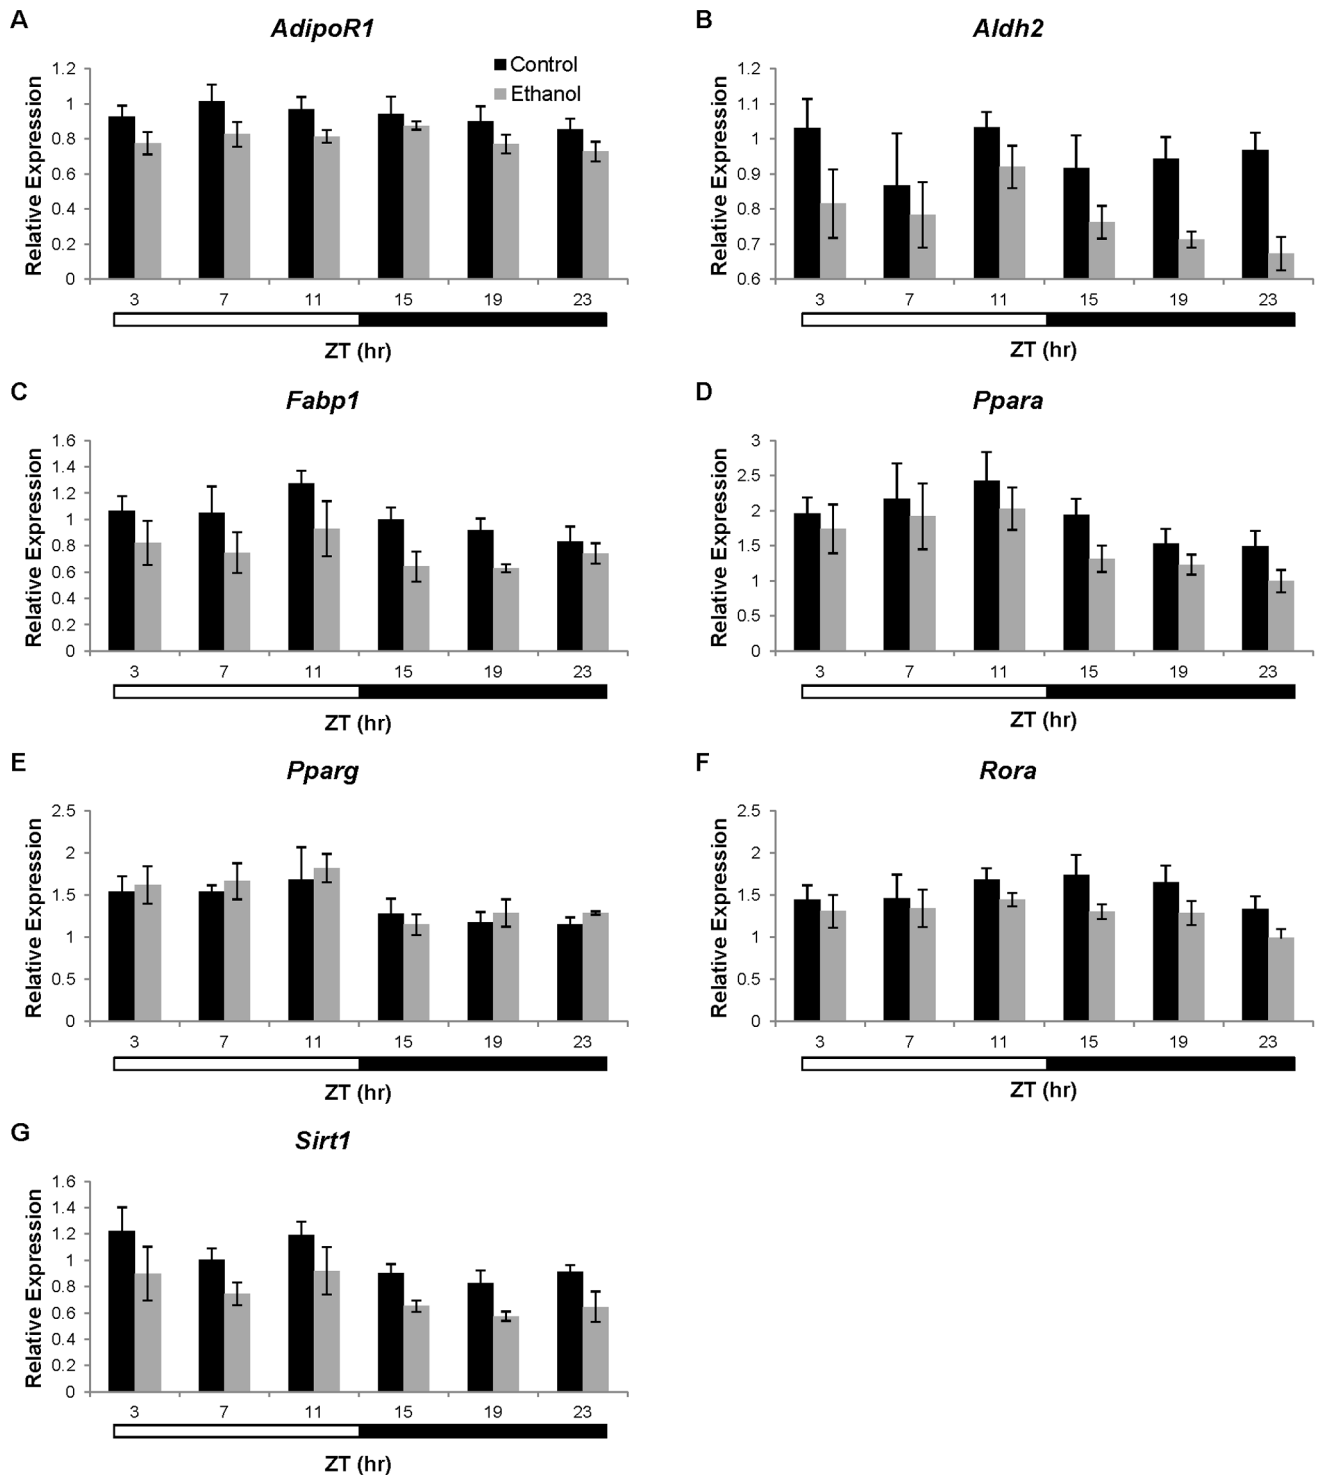 A
AdipoR1
Control
Ethanol
Relative Expression
1.2
1
0.8
0.6
0.4
0.2
0
3 7 11 15 19 23
ZT (hr)
B
Aldh2
Relative Expression
1.2
1.1
1
0.9
0.8
0.7
0.6
3 7 11 15 19 23
ZT (hr)
C
Fabp1
Relative Expression
1.6
1.4
1.2
1
0.8
0.6
0.4
0.2
0
3 7 11 15 19 23
ZT (hr)
D
Ppara
Relative Expression
3
2.5
2
1.5
1
0.5
0
3 7 11 15 19 23
ZT (hr)
E
Pparg
Relative Expression
2.5
2
1.5
1
0.5
0
3 7 11 15 19 23
ZT (hr)
F
Rora
Relative Expression
2.5
2
1.5
1
0.5
0
3 7 11 15 19 23
ZT (hr)
G
Sirt1
Relative Expression
1.6
1.4
1.2
1
0.8
0.6
0.4
0.2
0
3 7 11 15 19 23
ZT (hr)